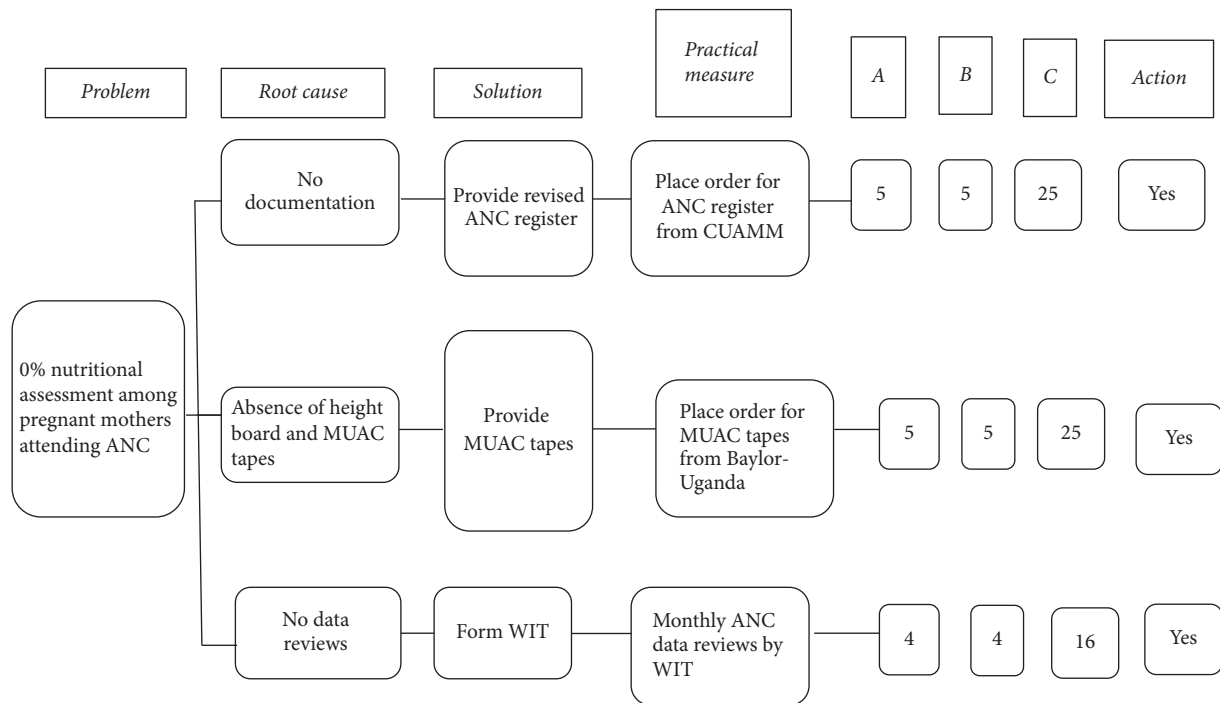 Problem
Root cause
Solution
Practical
measure
A
B
C
Action
No
documentation
Provide revised
ANC register
Place order for
ANC register
from CUAMM
5
5
25
Yes
0% nutritional
assessment among
pregnant mothers
attending ANC
Absence of height
board and MUAC
tapes
Provide
MUAC tapes
Place order for
MUAC tapes
from Baylor-
Uganda
5
5
25
Yes
No data
reviews
Form WIT
Monthly ANC
data reviews by
WIT
4
4
16
Yes